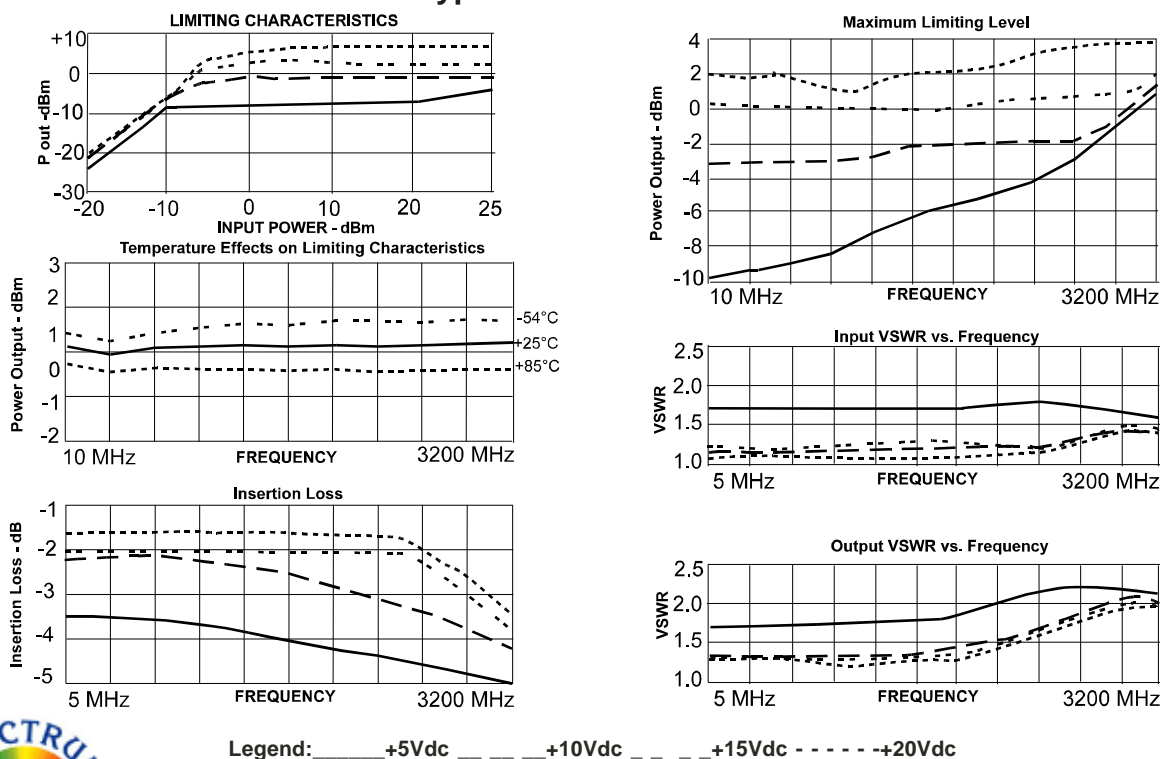 LIMITING CHARACTERISTICS
+10
0
-10
-20
-30
P out -dBm
-20 -10 0 10 20 25
INPUT POWER - dBm
Temperature Effects on Limiting Characteristics
3
2
1
0
-1
-2
Power Output - dBm
-54°C
+25°C
+85°C
10 MHz FREQUENCY 3200 MHz
Insertion Loss
-1
-2
-3
-4
-5
Insertion Loss - dB
5 MHz FREQUENCY 3200 MHz
Maximum Limiting Level
4
2
0
-2
-4
-6
-8
-10
Power Output - dBm
10 MHz FREQUENCY 3200 MHz
Input VSWR vs. Frequency
2.5
2.0
1.5
1.0
VSWR
5 MHz FREQUENCY 3200 MHz
Output VSWR vs. Frequency
2.5
2.0
1.5
1.0
VSWR
5 MHz FREQUENCY 3200 MHz
Legend:______+5Vdc __ __ __+10Vdc _ _ _ _+15Vdc - - - - - -+20Vdc